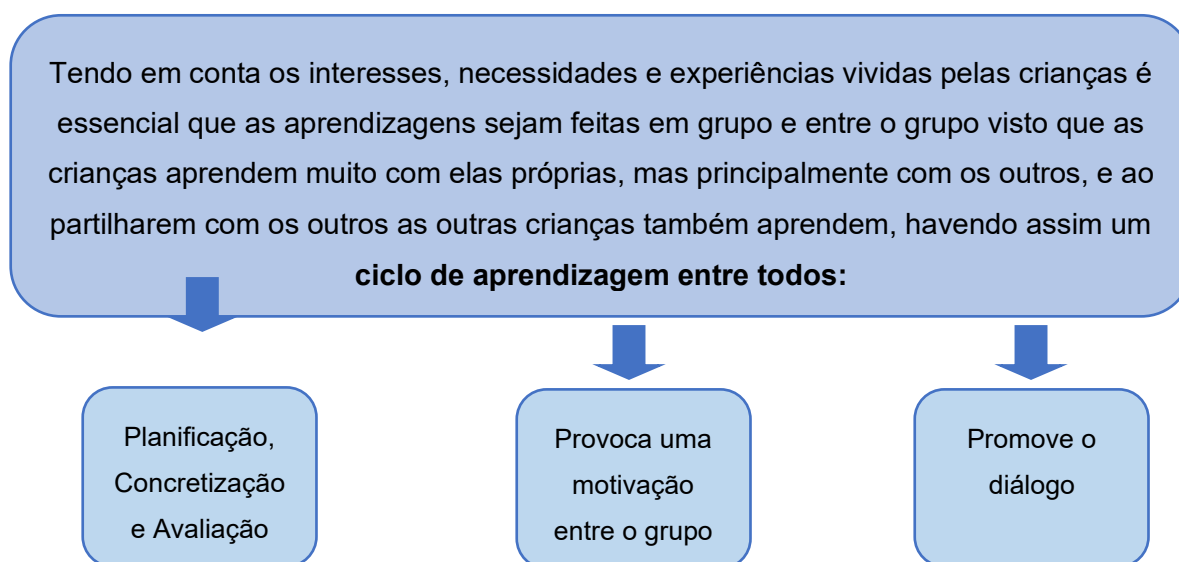 Tendo em conta os interesses, necessidades e experiências vividas pelas crianças é
essencial que as aprendizagens sejam feitas em grupo e entre o grupo visto que as
crianças aprendem muito com elas próprias, mas principalmente com os outros, e ao
partilharem com os outros as outras crianças também aprendem, havendo assim um
ciclo de aprendizagem entre todos:
Planificação,
Concretização
e Avaliação
Provoca uma
motivação
entre o grupo
Promove o
diálogo